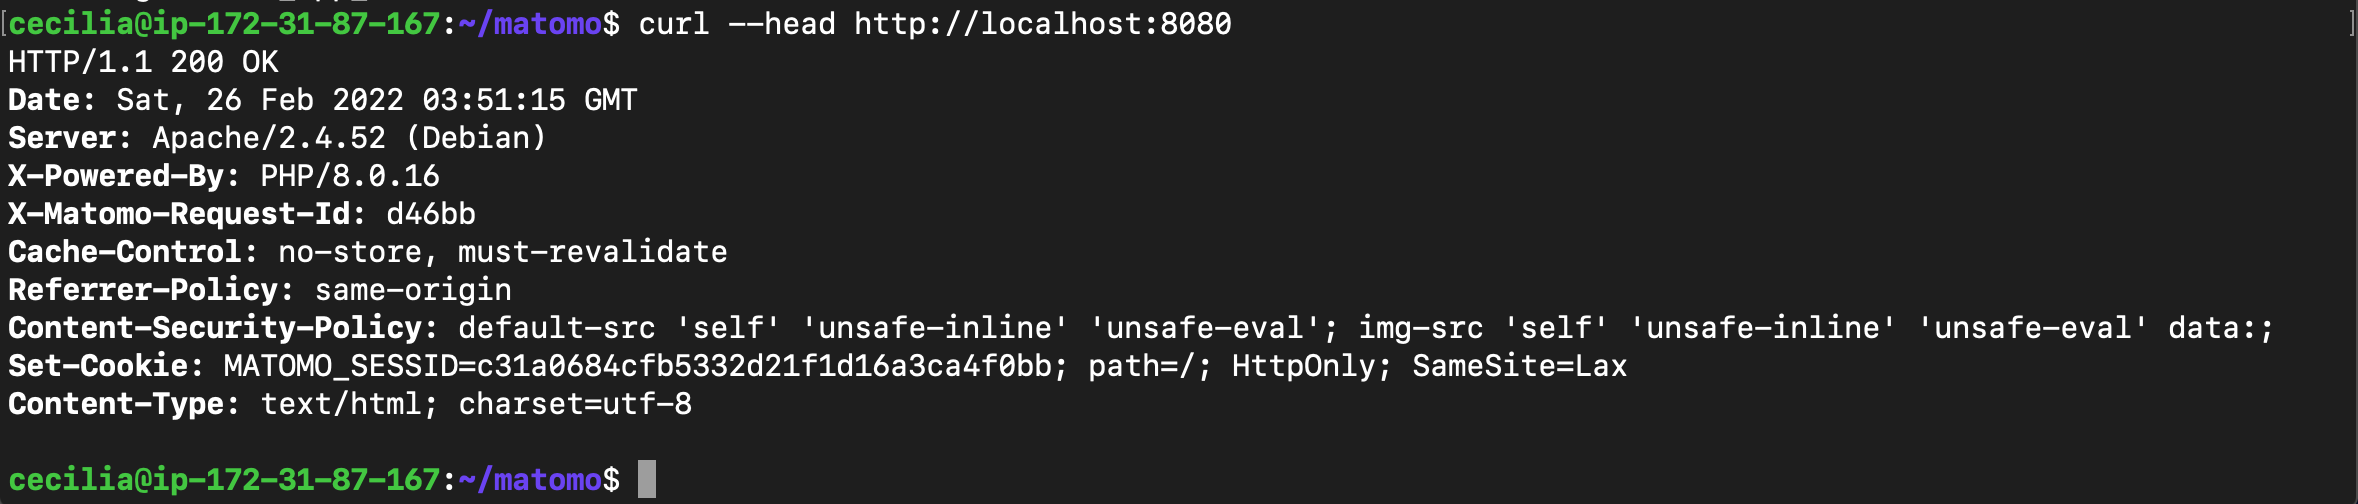 [cecilia@ip-172-31-87-167:~/matomo$ curl --head http://localhost:8080 ]
HTTP/1.1 200 OK
Date: Sat, 26 Feb 2022 03:51:15 GMT
Server: Apache/2.4.52 (Debian)
X-Powered-By: PHP/8.0.16
X-Matomo-Request-Id: d46bb
Cache-Control: no-store, must-revalidate
Referrer-Policy: same-origin
Content-Security-Policy: default-src 'self' 'unsafe-inline' 'unsafe-eval'; img-src 'self' 'unsafe-inline' 'unsafe-eval' data:;
Set-Cookie: MATOMO_SESSID=c31a0684cfb5332d21f1d16a3ca4f0bb; path=/; HttpOnly; SameSite=Lax
Content-Type: text/html; charset=utf-8
cecilia@ip-172-31-87-167:~/matomo$